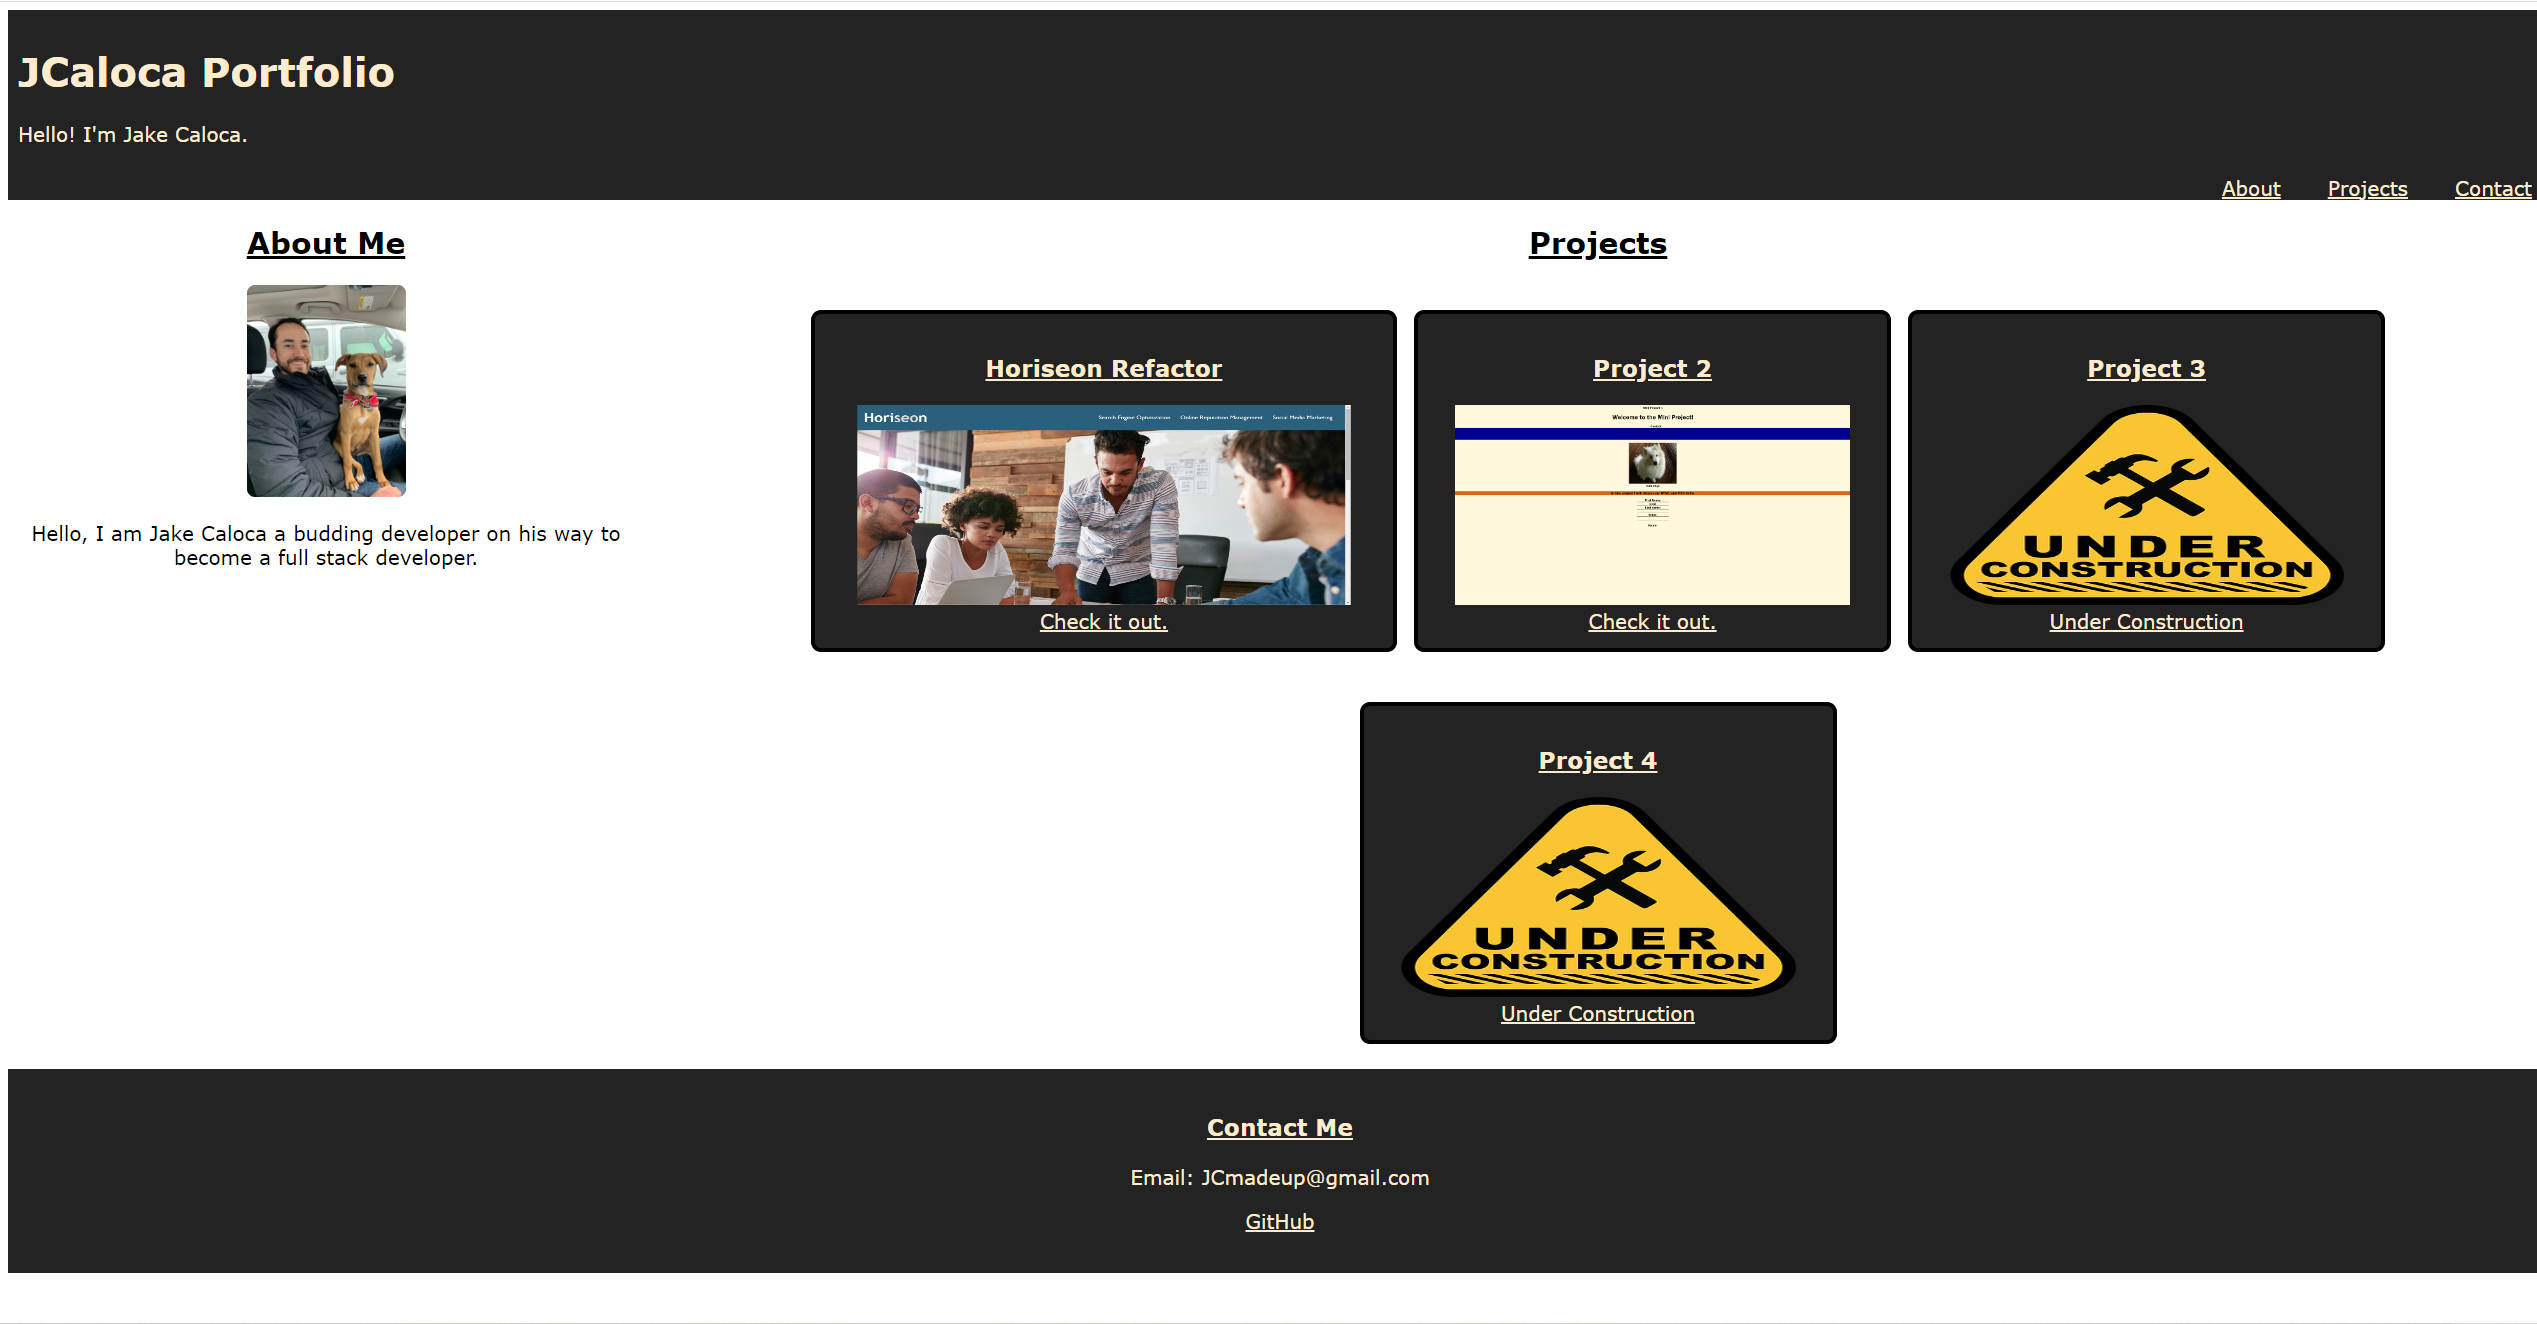 JCaloca Portfolio
Hello! I'm Jake Caloca.
About Projects Contact
About Me
Hello, I am Jake Caloca a budding developer on his way to
become a full stack developer.
Projects
Horiseon Refactor
Horiseon
Search Engine Optimization Online Reputation Management Social Media Marketing
Check it out.
Project 2
Welcome to the Mini Project!
Check it out.
Project 3
UNDER
CONSTRUCTION
Under Construction
Project 4
UNDER
CONSTRUCTION
Under Construction
Contact Me
Email: JCmadeup@gmail.com
GitHub